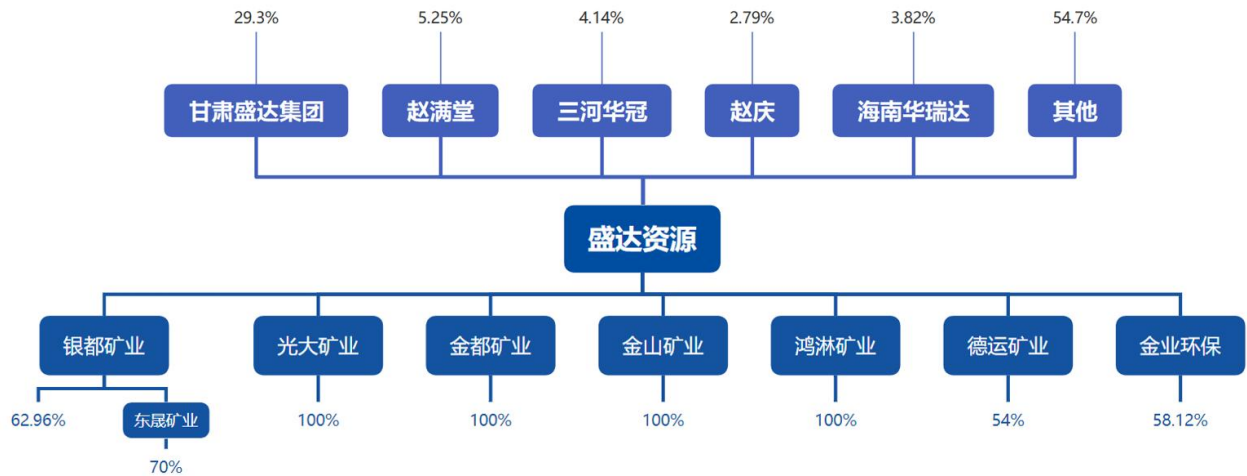 29.3%
5.25%
4.14%
2.79%
3.82%
54.7%
甘肃盛达集团
赵满堂
三河华冠
赵庆
海南华瑞达
其他
盛达资源
银都矿业
光大矿业
金都矿业
金山矿业
鸿淋矿业
德运矿业
金业环保
62.96%
东晟矿业
100%
100%
100%
100%
54%
58.12%
70%